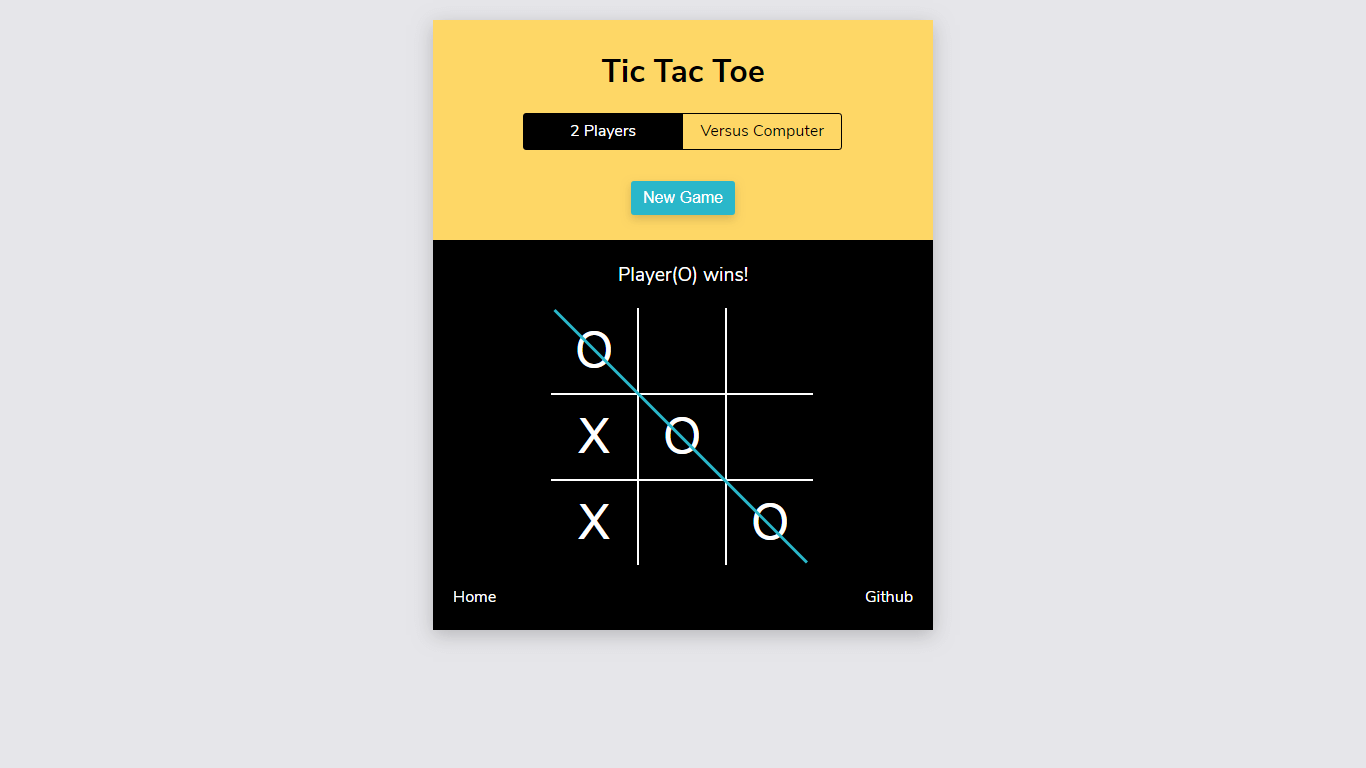 Tic Tac Toe
2 Players Versus Computer
New Game
Player(O) wins!
O
X O
X O
Home Github